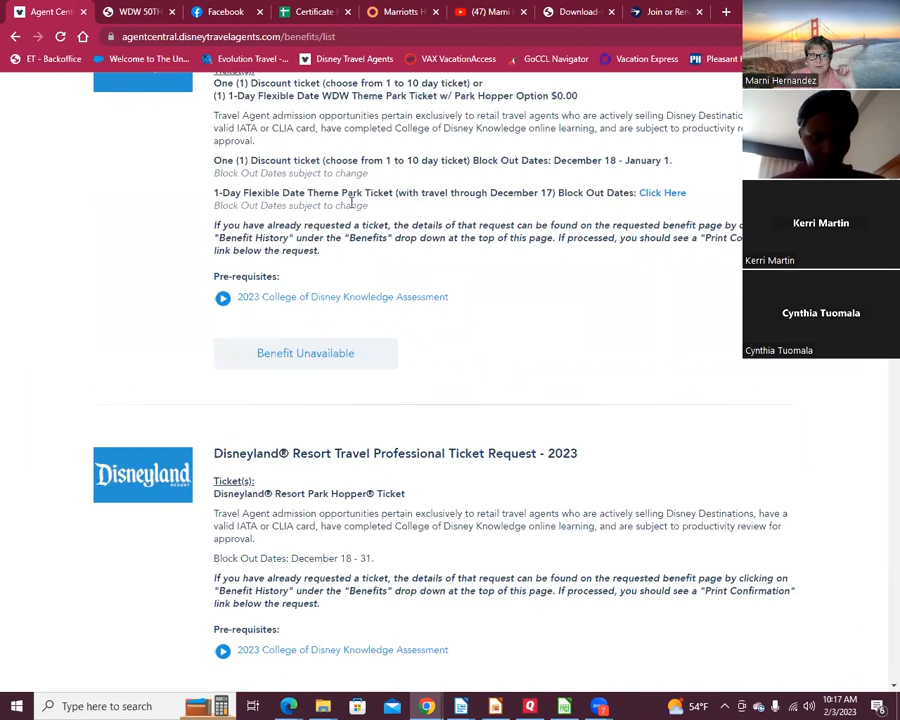 Agent Cen
WDW 50TH
Facebook
Certificate
Marriotts H
(47) Marni
Download-
Join or Ren
agentcentral.disneytravelagents.com/benefits/list
ET - Backoffice
Welcome to The Un...
Evolution Travel -...
Disney Travel Agents
VAX VacationAccess
GoCCL Navigator
Vacation Express
Pleasant
Ticket(s):
One (1) Discount ticket (choose from 1 to 10 day ticket) or
(1) 1-Day Flexible Date WDW Theme Park Ticket w/ Park Hopper Option $0.00
Travel Agent admission opportunities pertain exclusively to retail travel agents who are actively selling Disney Destinatio
valid IATA or CLIA card, have completed College of Disney Knowledge online learning, and are subject to productivity re
approval.
One (1) Discount ticket (choose from 1 to 10 day ticket) Block Out Dates: December 18 - January 1.
Block Out Dates subject to change
1-Day Flexible Date Theme Park Ticket (with travel through December 17) Block Out Dates: Click Here
Block Out Dates subject to change
If you have already requested a ticket, the details of that request can be found on the requested benefit page by c
"Benefit History" under the "Benefits" drop down at the top of this page. If processed, you should see a "Print Co
link below the request.
Pre-requisites:
2023 College of Disney Knowledge Assessment
Benefit Unavailable
Disneyland RESORT
Disneyland® Resort Travel Professional Ticket Request - 2023
Ticket(s):
Disneyland® Resort Park Hopper® Ticket
Travel Agent admission opportunities pertain exclusively to retail travel agents who are actively selling Disney Destinations, have a
valid IATA or CLIA card, have completed College of Disney Knowledge online learning, and are subject to productivity review for
approval.
Block Out Dates: December 18 - 31.
If you have already requested a ticket, the details of that request can be found on the requested benefit page by clicking on
"Benefit History" under the "Benefits" drop down at the top of this page. If processed, you should see a "Print Confirmation"
link below the request.
Pre-requisites:
2023 College of Disney Knowledge Assessment
Marni Hernandez
Kerri Martin
Kerri Martin
Cynthia Tuomala
Cynthia Tuomala
Type here to search
54°F
10:17 AM
2/3/2023
6